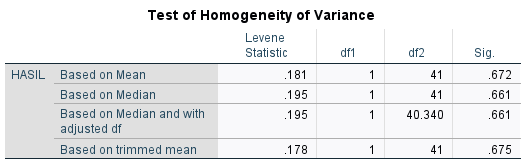 Test of Homogeneity of Variance
Levene Statistic df1 df2 Sig.
HASIL Based on Mean .181 1 41 .672
Based on Median .195 1 41 .661
Based on Median and with adjusted df .195 1 40.340 .661
Based on trimmed mean .178 1 41 .675